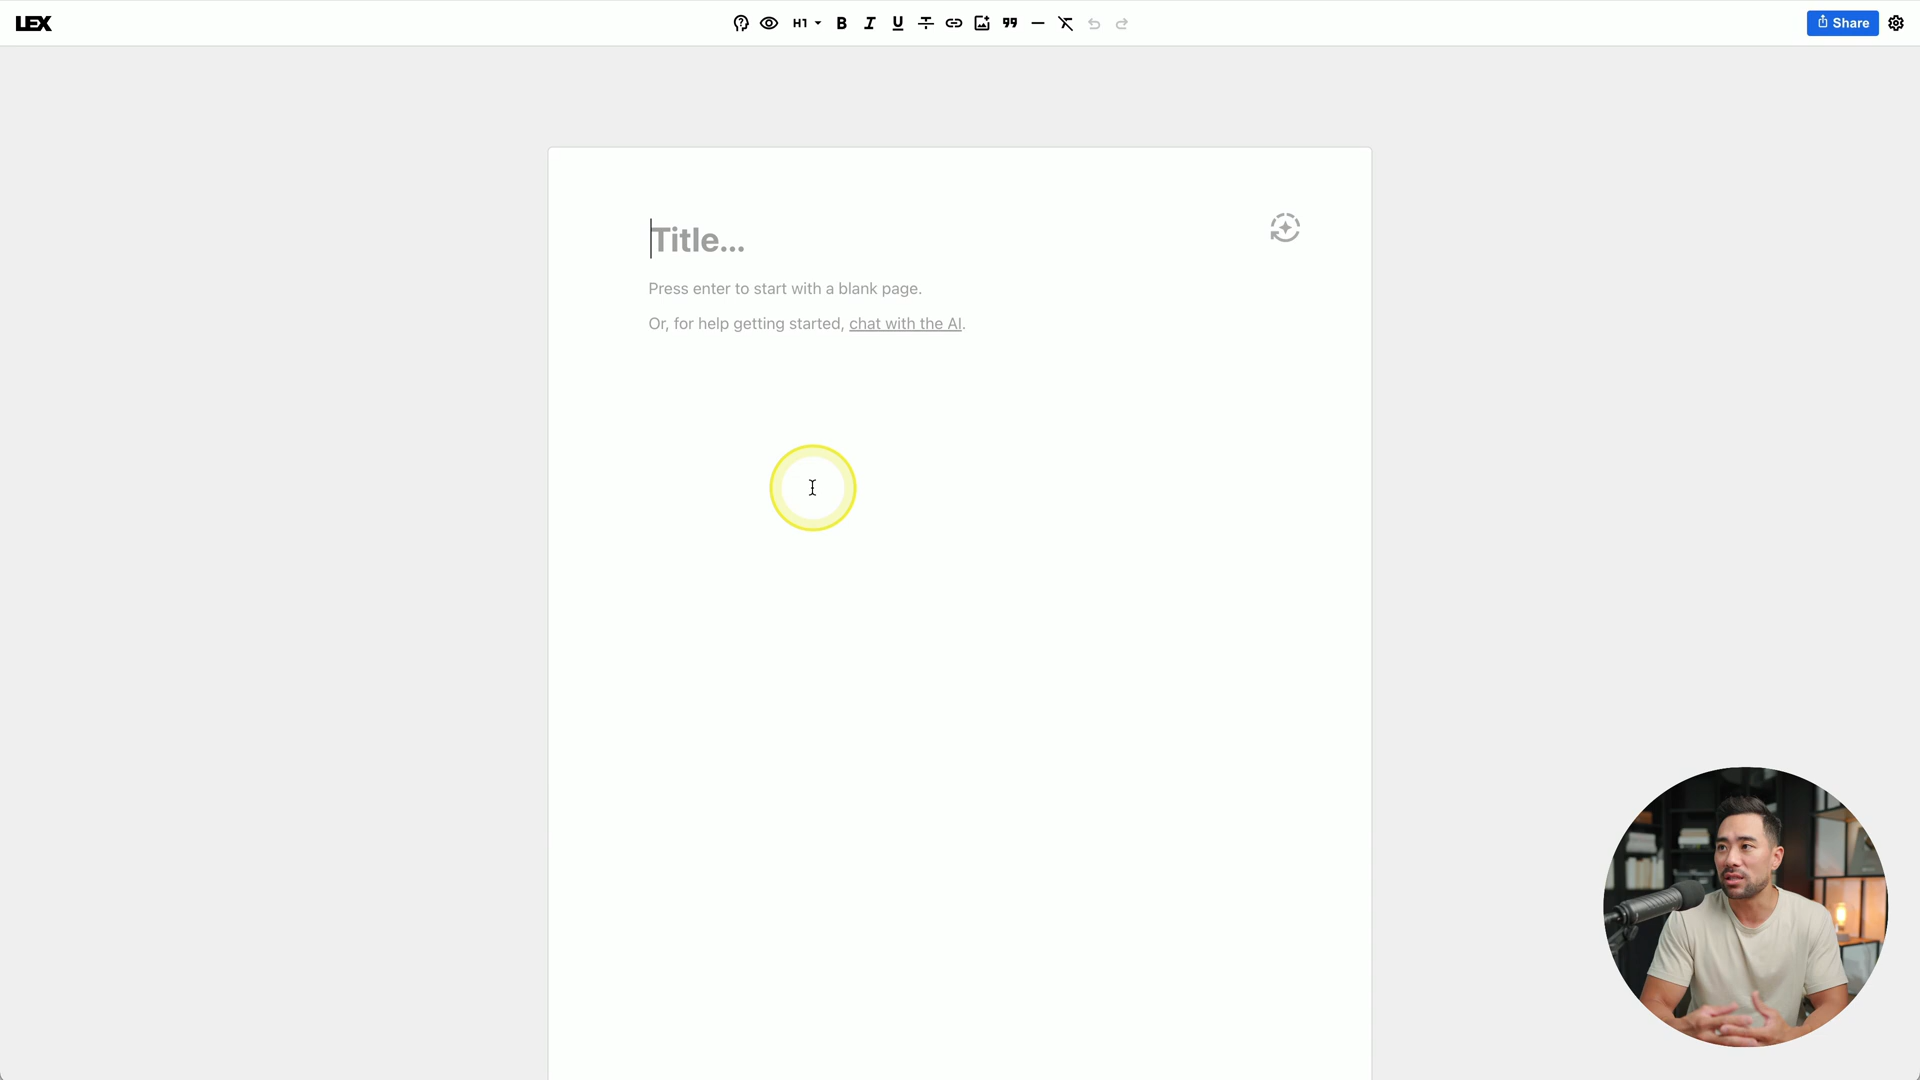 LEX
H1 B I U
Share
Title...
Press enter to start with a blank page.
Or, for help getting started, chat with the AI.